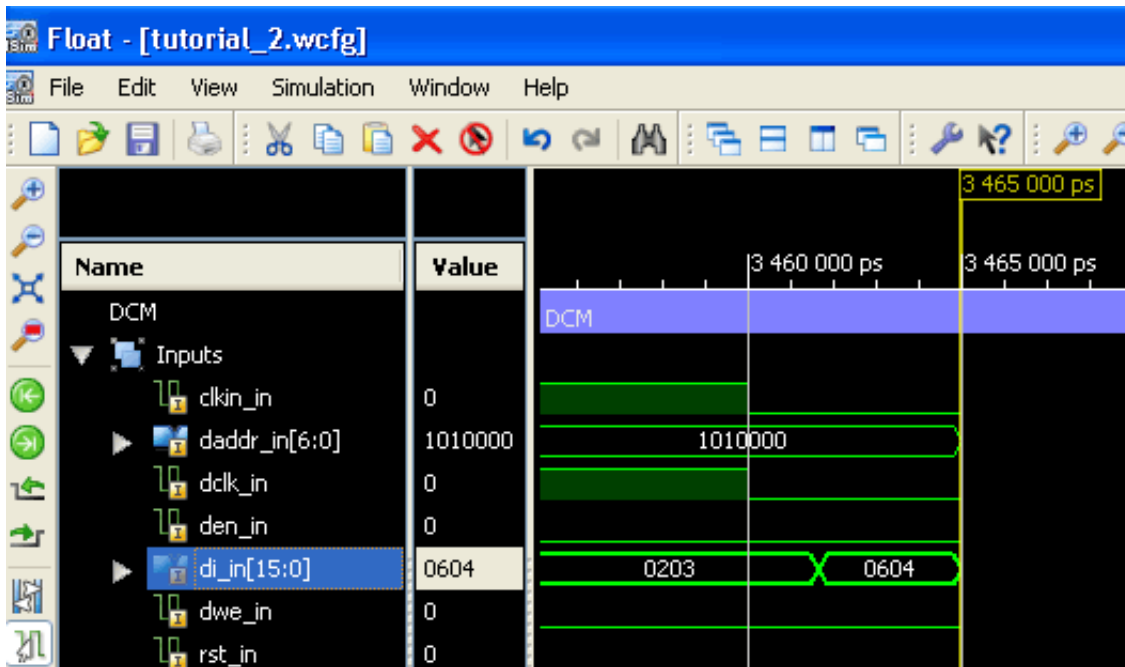 ISim Float - [tutorial_2.wcfg]
ISim File Edit View Simulation Window Help
3 465 000 ps
Name Value 3 460 000 ps 3 465 000 ps
DCM DCM
Inputs
clkin_in 0
daddr_in[6:0] 1010000 1010000
dclk_in 0
den_in 0
di_in[15:0] 0604 0203 0604
dwe_in 0
rst_in 0